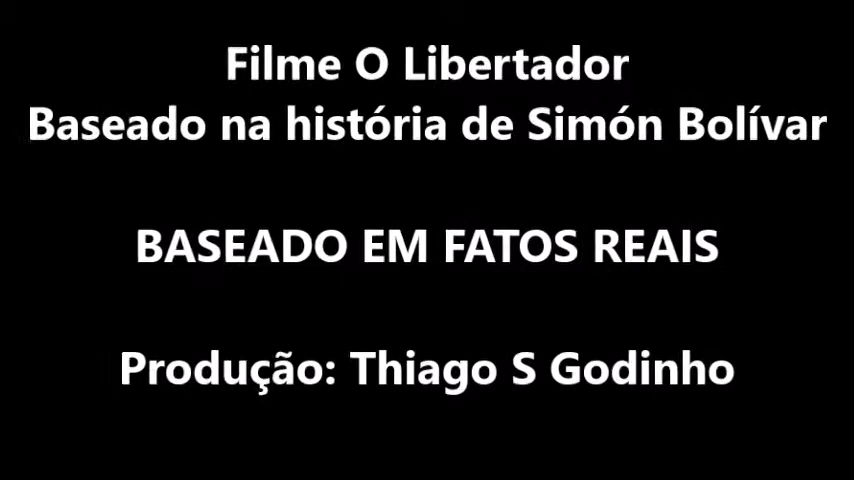 Filme O Libertador
Baseado na história de Simón Bolívar
BASEADO EM FATOS REAIS
Produção: Thiago S Godinho